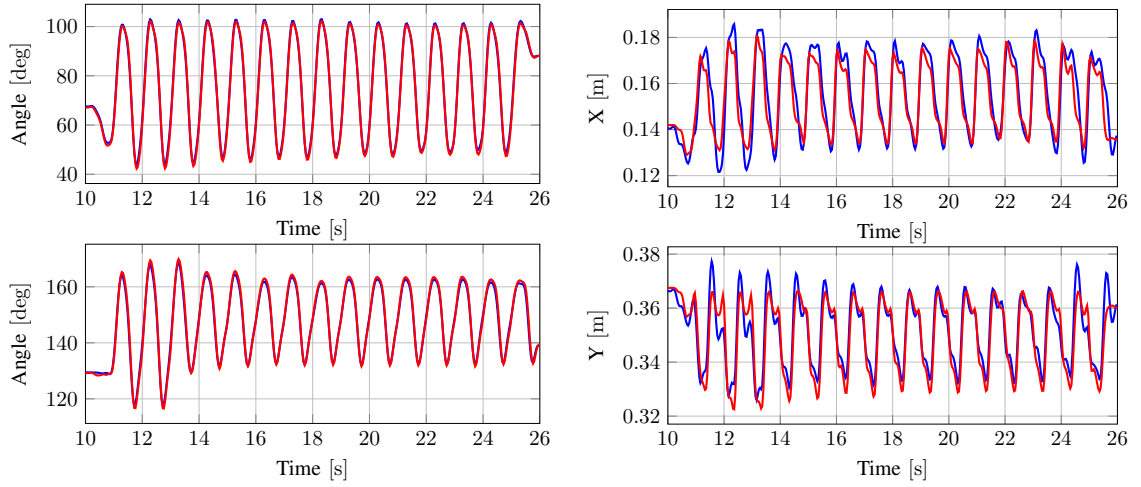 100
80
60
40
Angle [deg]
10 12 14 16 18 20 22 24 26
Time [s]
0.18
0.16
0.14
0.12
X [m]
10 12 14 16 18 20 22 24 26
Time [s]
160
140
120
Angle [deg]
10 12 14 16 18 20 22 24 26
Time [s]
0.38
0.36
0.34
0.32
Y [m]
10 12 14 16 18 20 22 24 26
Time [s]